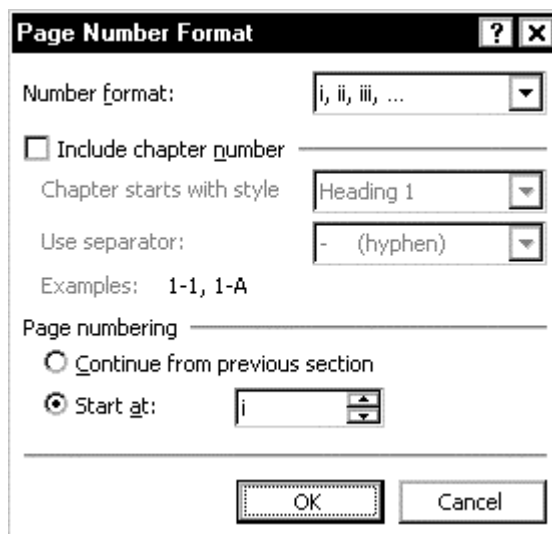 Page Number Format ? X
Number format: i, ii, iii, ...
Include chapter number
Chapter starts with style Heading 1
Use separator: - (hyphen)
Examples: 1-1, 1-A
Page numbering
Continue from previous section
Start at: i
OK Cancel